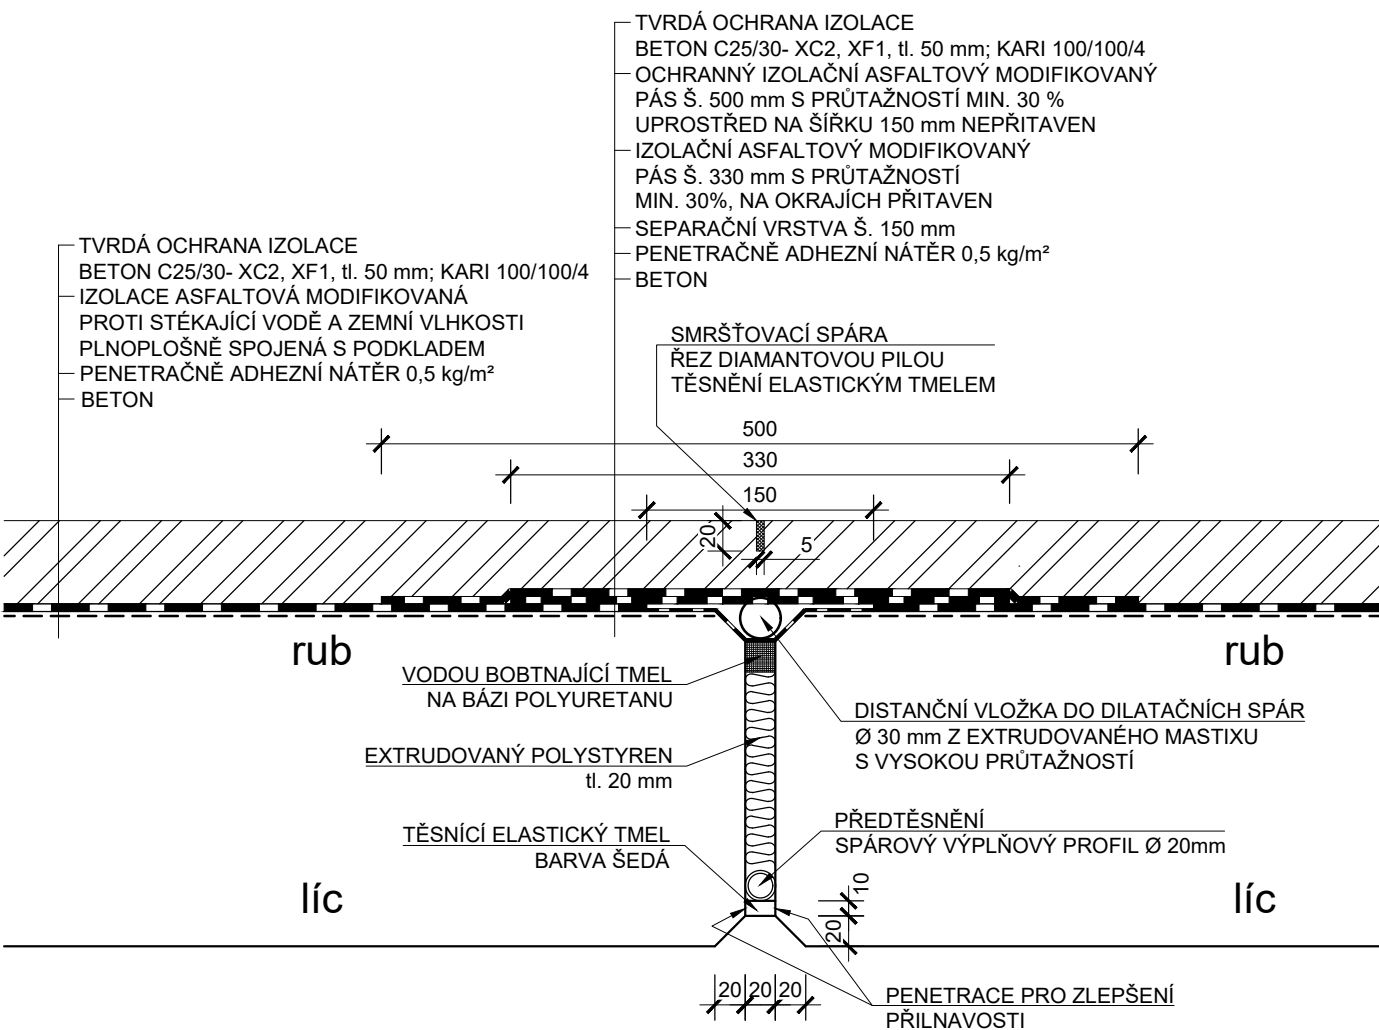 TVRDÁ OCHRANA IZOLACE
BETON C25/30- XC2, XF1, tl. 50 mm; KARI 100/100/4
OCHRANNÝ IZOLAČNÍ ASFALTOVÝ MODIFIKOVANÝ
PÁS Š. 500 mm S PRŮTAŽNOSTÍ MIN. 30 %
UPROSTŘED NA ŠÍŘKU 150 mm NEPŘITAVEN
IZOLAČNÍ ASFALTOVÝ MODIFIKOVANÝ
PÁS Š. 330 mm S PRŮTAŽNOSTÍ
MIN. 30%, NA OKRAJÍCH PŘITAVEN
SEPARAČNÍ VRSTVA Š. 150 mm
PENETRAČNĚ ADHEZNÍ NÁTĚR 0,5 kg/m²
BETON
TVRDÁ OCHRANA IZOLACE
BETON C25/30- XC2, XF1, tl. 50 mm; KARI 100/100/4
IZOLACE ASFALTOVÁ MODIFIKOVANÁ
PROTI STÉKAJÍCÍ VODĚ A ZEMNÍ VLHKOSTI
PLNOPLOŠNĚ SPOJENÁ S PODKLADEM
PENETRAČNĚ ADHEZNÍ NÁTĚR 0,5 kg/m²
BETON
SMRŠŤOVACÍ SPÁRA
ŘEZ DIAMANTOVOU PILOU
TĚSNĚNÍ ELASTICKÝM TMELEM
500
330
150
20
5
rub
rub
VODOU BOBTNAJÍCÍ TMEL
NA BÁZI POLYURETANU
DISTANČNÍ VLOŽKA DO DILATAČNÍCH SPÁR
Ø 30 mm Z EXTRUDOVANÉHO MASTIXU
S VYSOKOU PRŮTAŽNOSTÍ
EXTRUDOVANÝ POLYSTYREN
tl. 20 mm
TĚSNÍCÍ ELASTICKÝ TMEL
BARVA ŠEDÁ
PŘEDTĚSNĚNÍ
SPÁROVÝ VÝPLŇOVÝ PROFIL Ø 20mm
líc
10
20
líc
20 20 20
PENETRACE PRO ZLEPŠENÍ
PŘILNAVOSTI